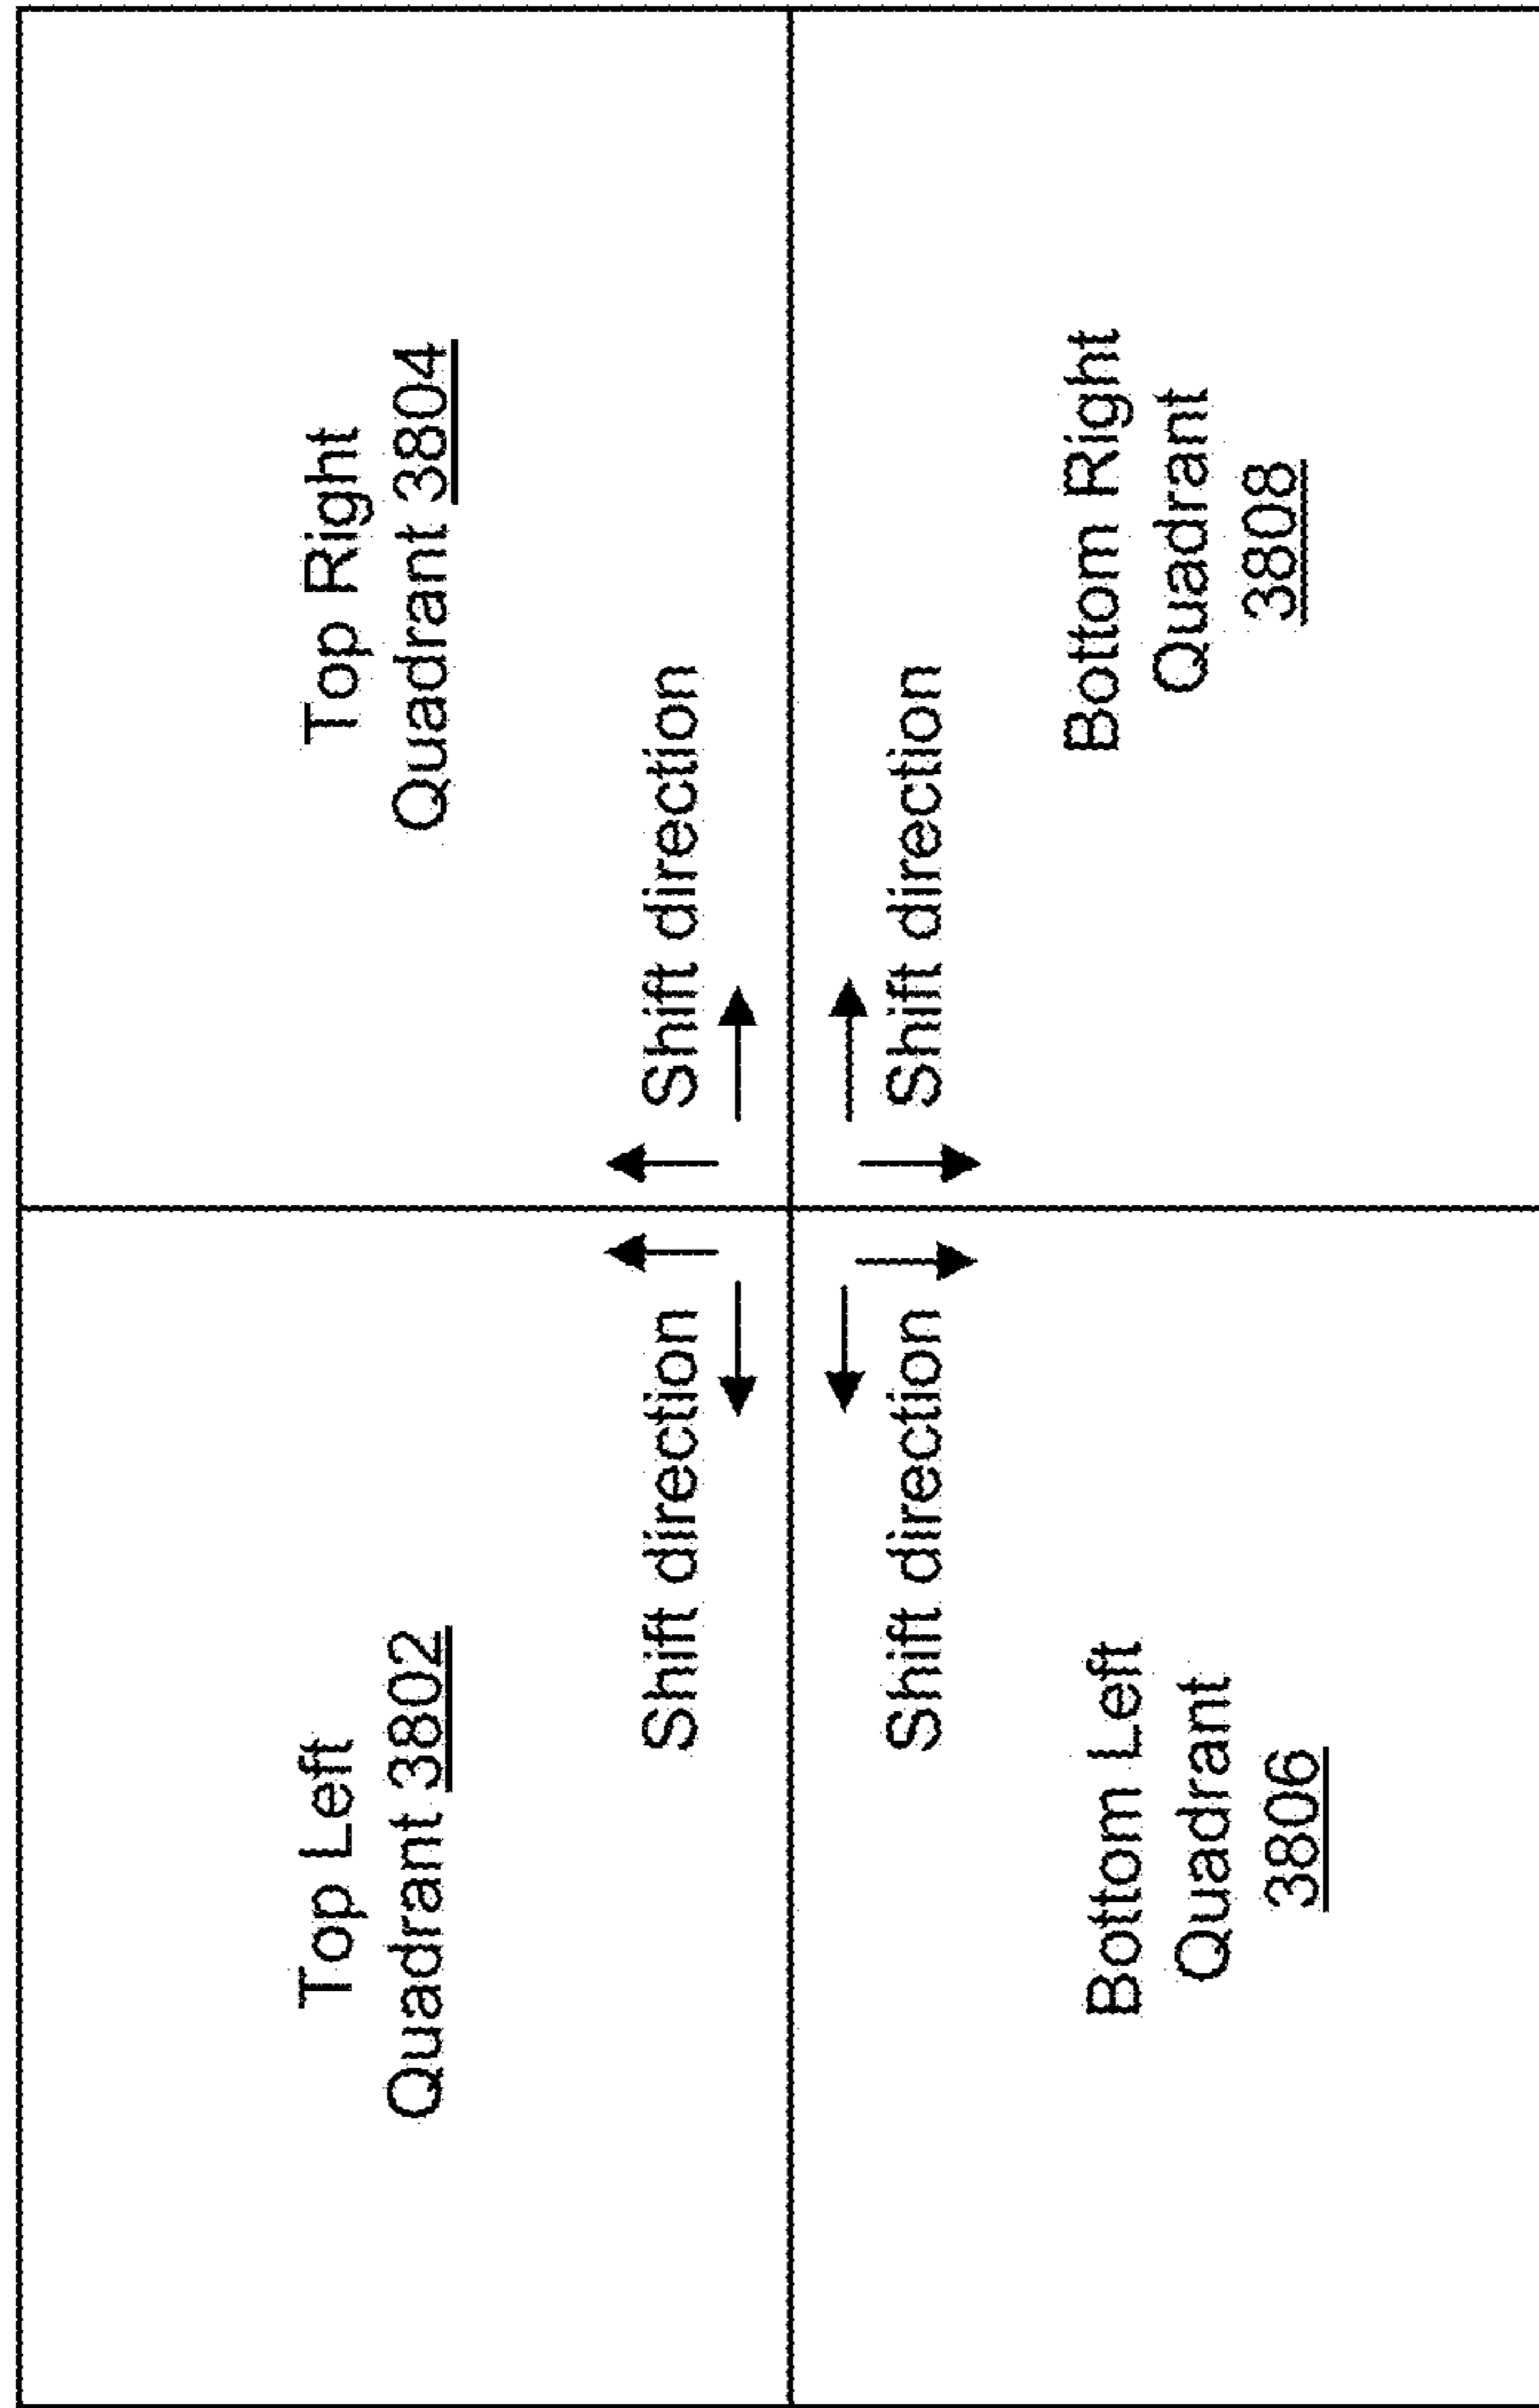 Top Left
Quadrant 3802
Top Right
Quadrant 3804
Shift direction
Shift direction
Shift direction
Shift direction
Bottom Left
Quadrant
3806
Bottom Right
Quadrant
3808